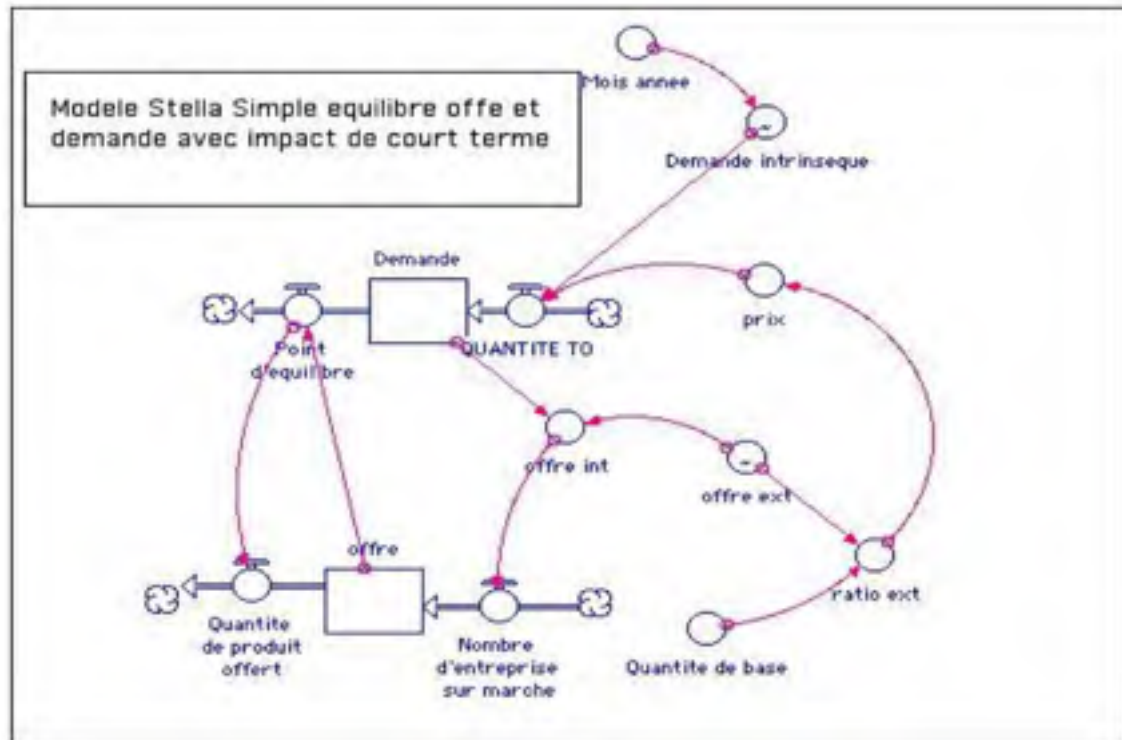 Mois annee
Modele Stella Simple equilibre offe et
demande avec impact de court terme
Demande intrinseque
Demande
prix
QUANTITE TO
Point
d'equilibre
offre int
offre ext
offre
ratio ext
Quantite
de produit
offert
Nombre
d'entreprise
sur marche
Quantite de base